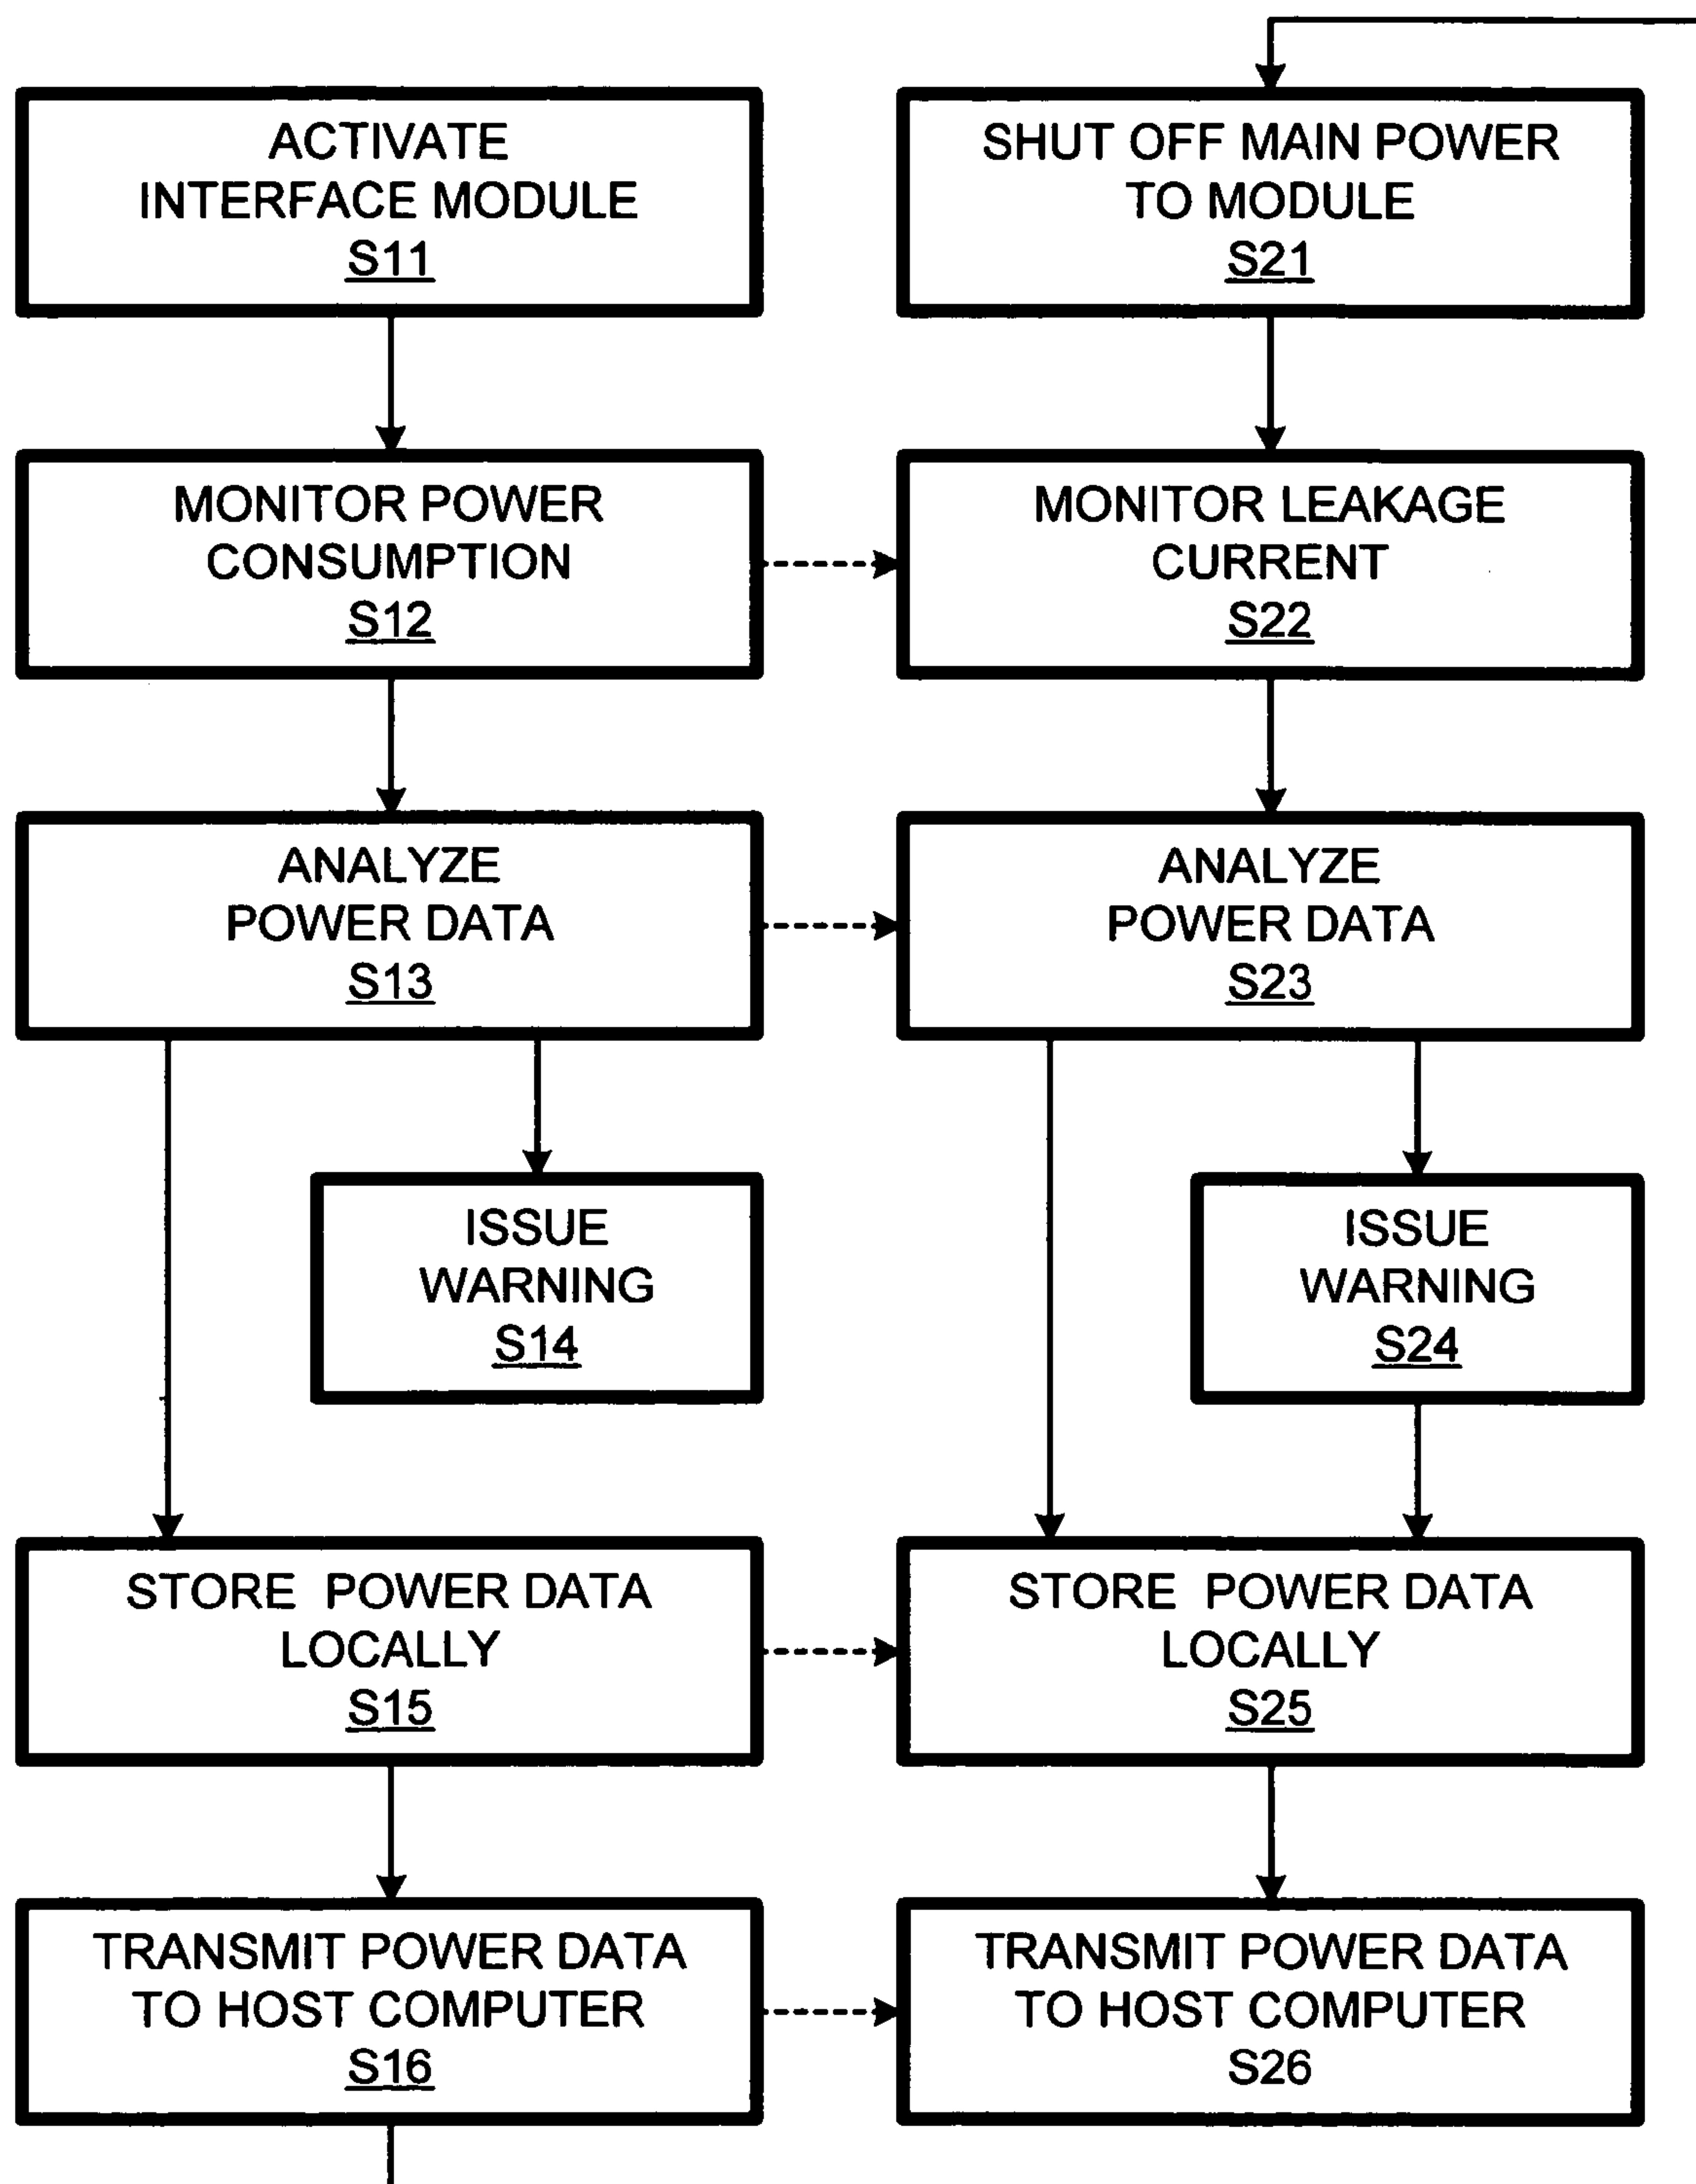 ACTIVATE
INTERFACE MODULE
S11
MONITOR POWER
CONSUMPTION
S12
ANALYZE
POWER DATA
S13
ISSUE
WARNING
S14
STORE POWER DATA
LOCALLY
S15
TRANSMIT POWER DATA
TO HOST COMPUTER
S16
SHUT OFF MAIN POWER
TO MODULE
S21
MONITOR LEAKAGE
CURRENT
S22
ANALYZE
POWER DATA
S23
ISSUE
WARNING
S24
STORE POWER DATA
LOCALLY
S25
TRANSMIT POWER DATA
TO HOST COMPUTER
S26